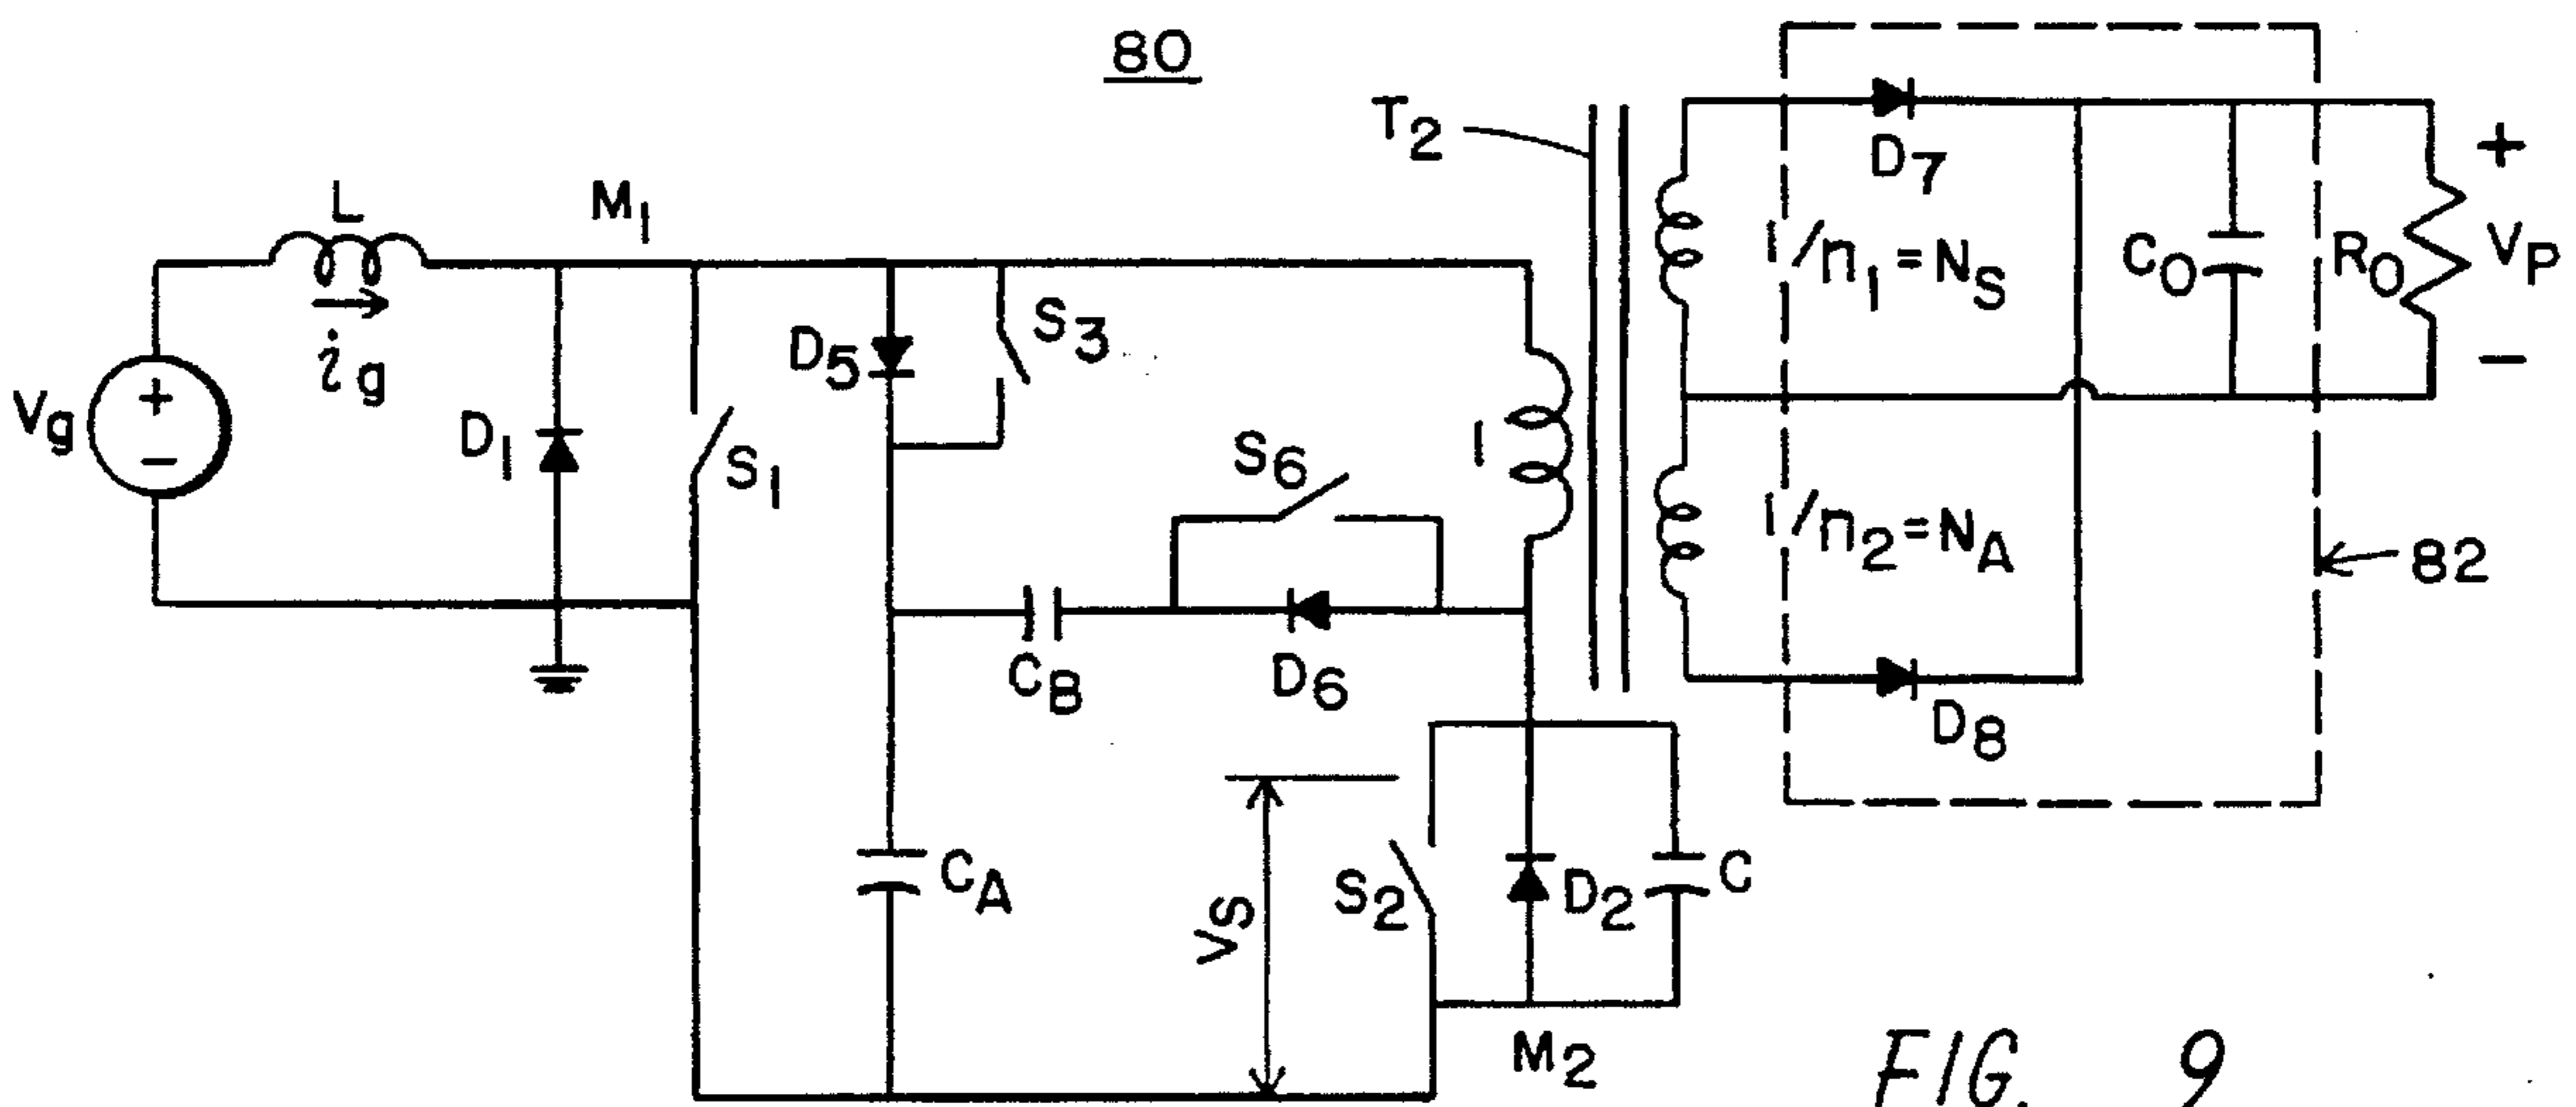 80
T2
L
M1
ig
Vg
+
−
D1
S1
D5
S3
CB
S6
D6
CA
1
D7
1/n1=NS
1/n2=NA
D8
CO
RO
+
VP
−
82
VS
S2
D2
C
M2
FIG. 9